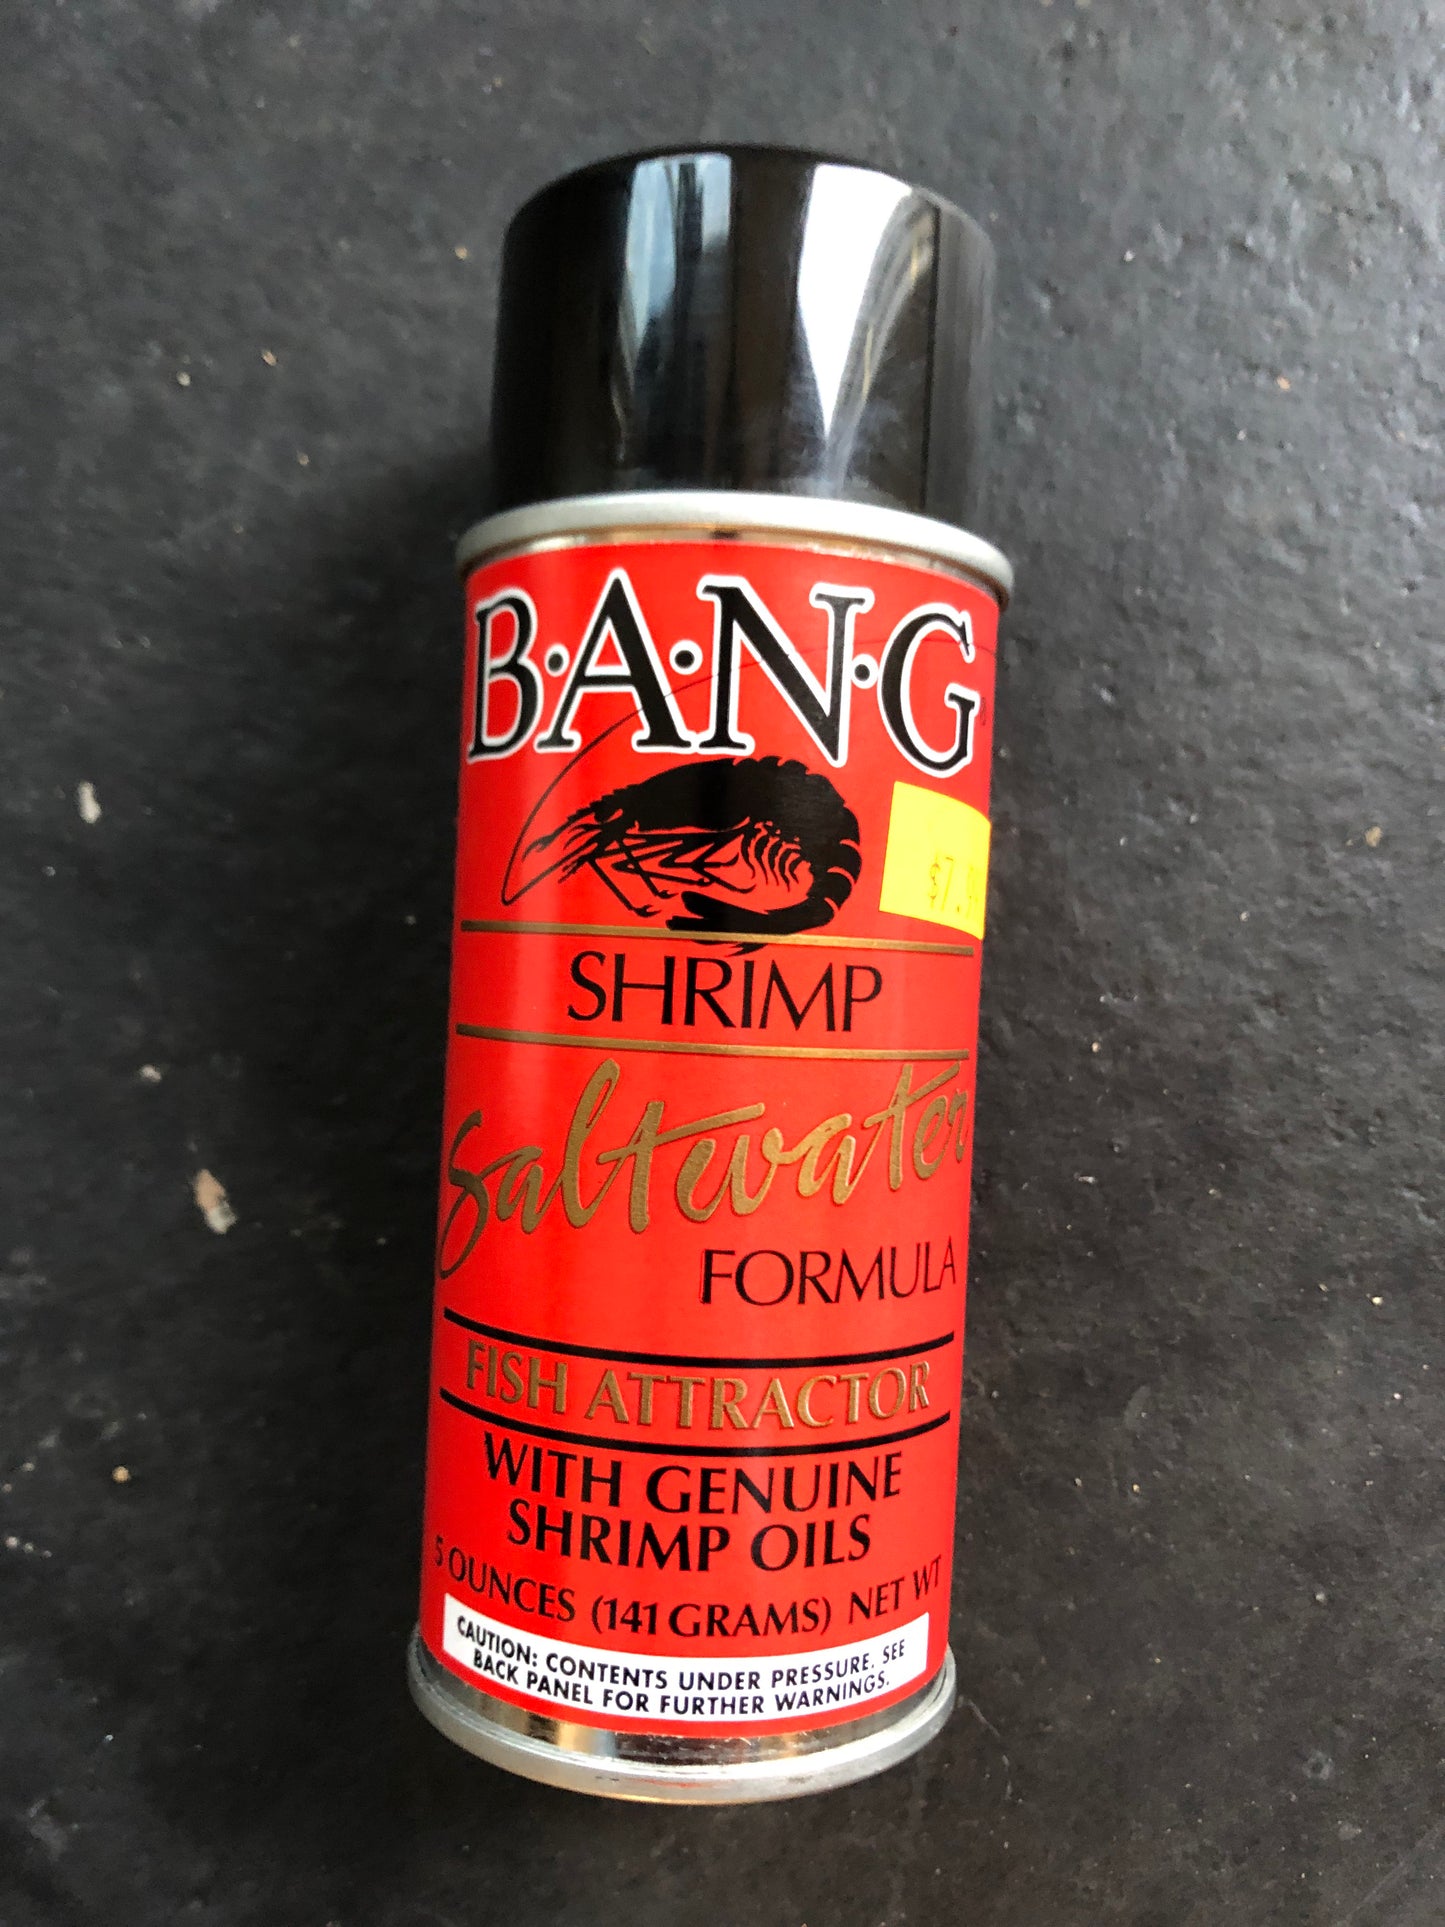 B·A·N·G®
SHRIMP
Saltwater
FORMULA
FISH ATTRACTOR
WITH GENUINE
SHRIMP OILS
5 OUNCES (141 GRAMS) NET WT
CAUTION: CONTENTS UNDER PRESSURE. SEE
BACK PANEL FOR FURTHER WARNINGS.